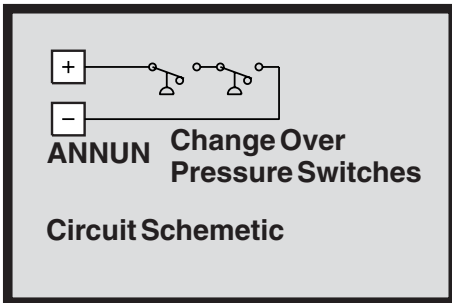 +
−
ANNUN
Change Over
Pressure Switches
Circuit Schemetic